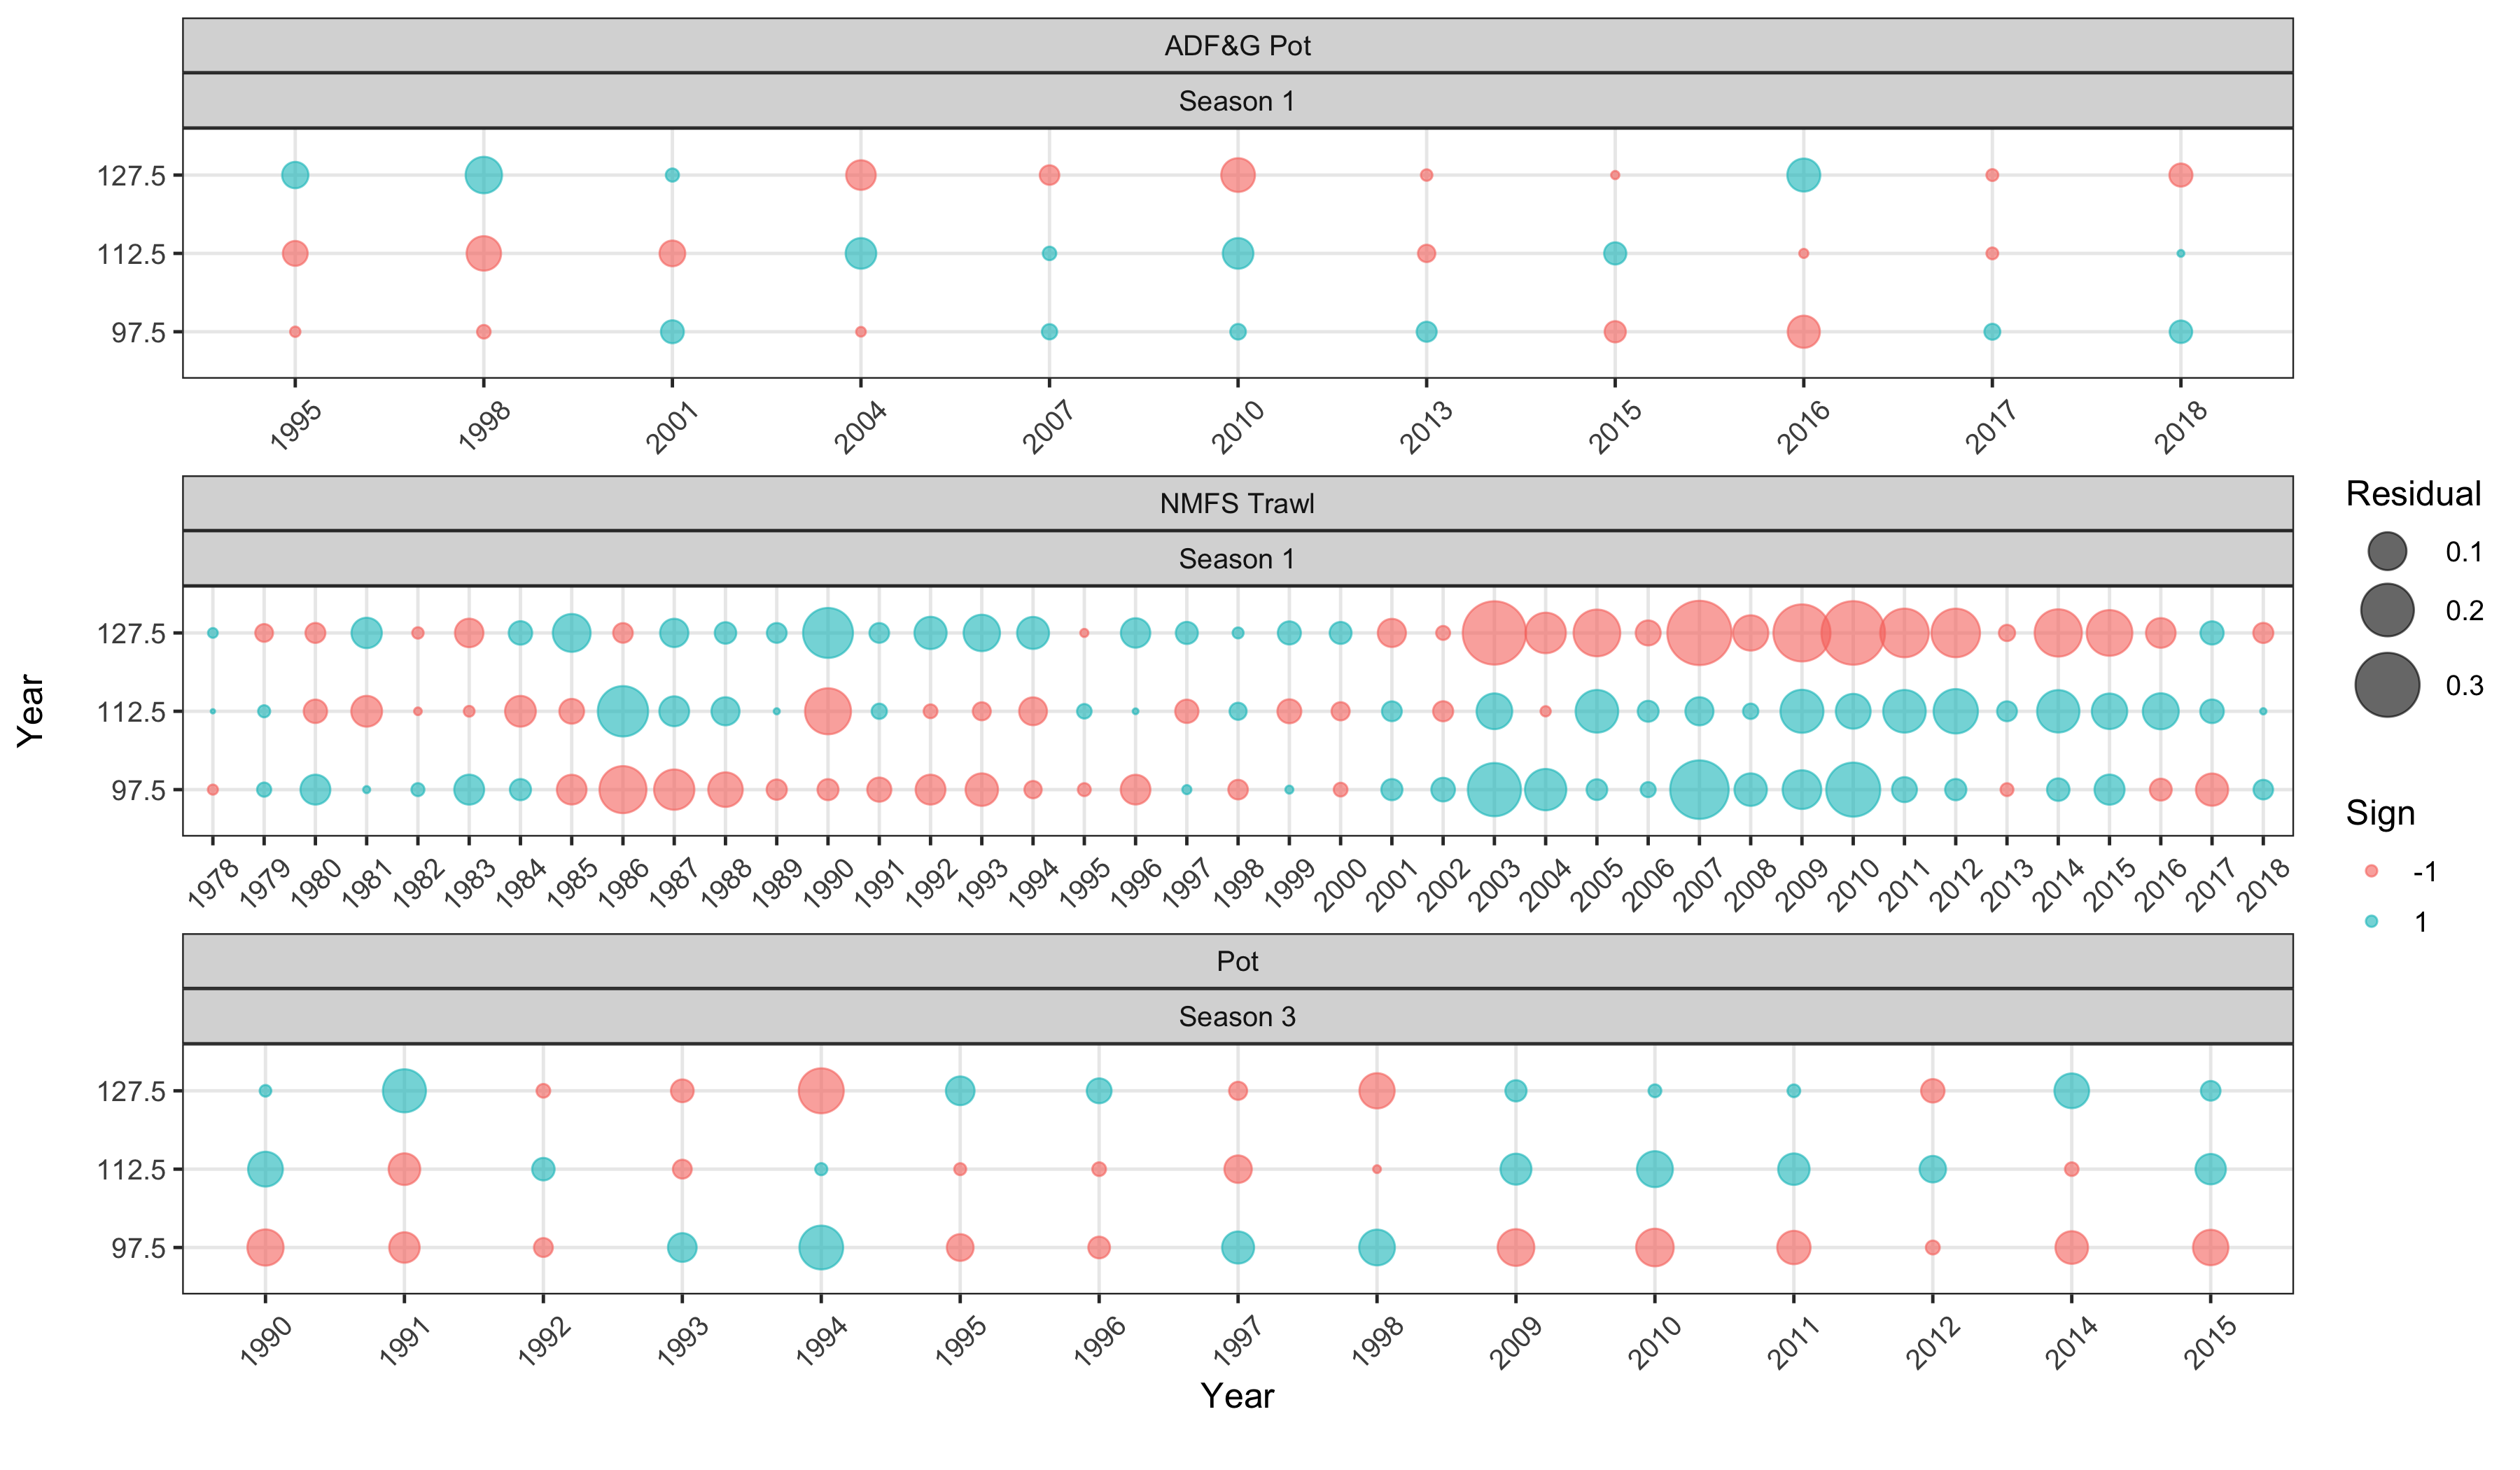 ADF&G Pot
Season 1
127.5
112.5
97.5
1995 1998 2001 2004 2007 2010 2013 2015 2016 2017 2018
NMFS Trawl
Season 1
127.5
112.5
97.5
1978 1979 1980 1981 1982 1983 1984 1985 1986 1987 1988 1989 1990 1991 1992 1993 1994 1995 1996 1997 1998 1999 2000 2001 2002 2003 2004 2005 2006 2007 2008 2009 2010 2011 2012 2013 2014 2015 2016 2017 2018
Pot
Season 3
127.5
112.5
97.5
1990 1991 1992 1993 1994 1995 1996 1997 1998 2009 2010 2011 2012 2014 2015
Year
Year
Residual
0.1
0.2
0.3
Sign
-1
1